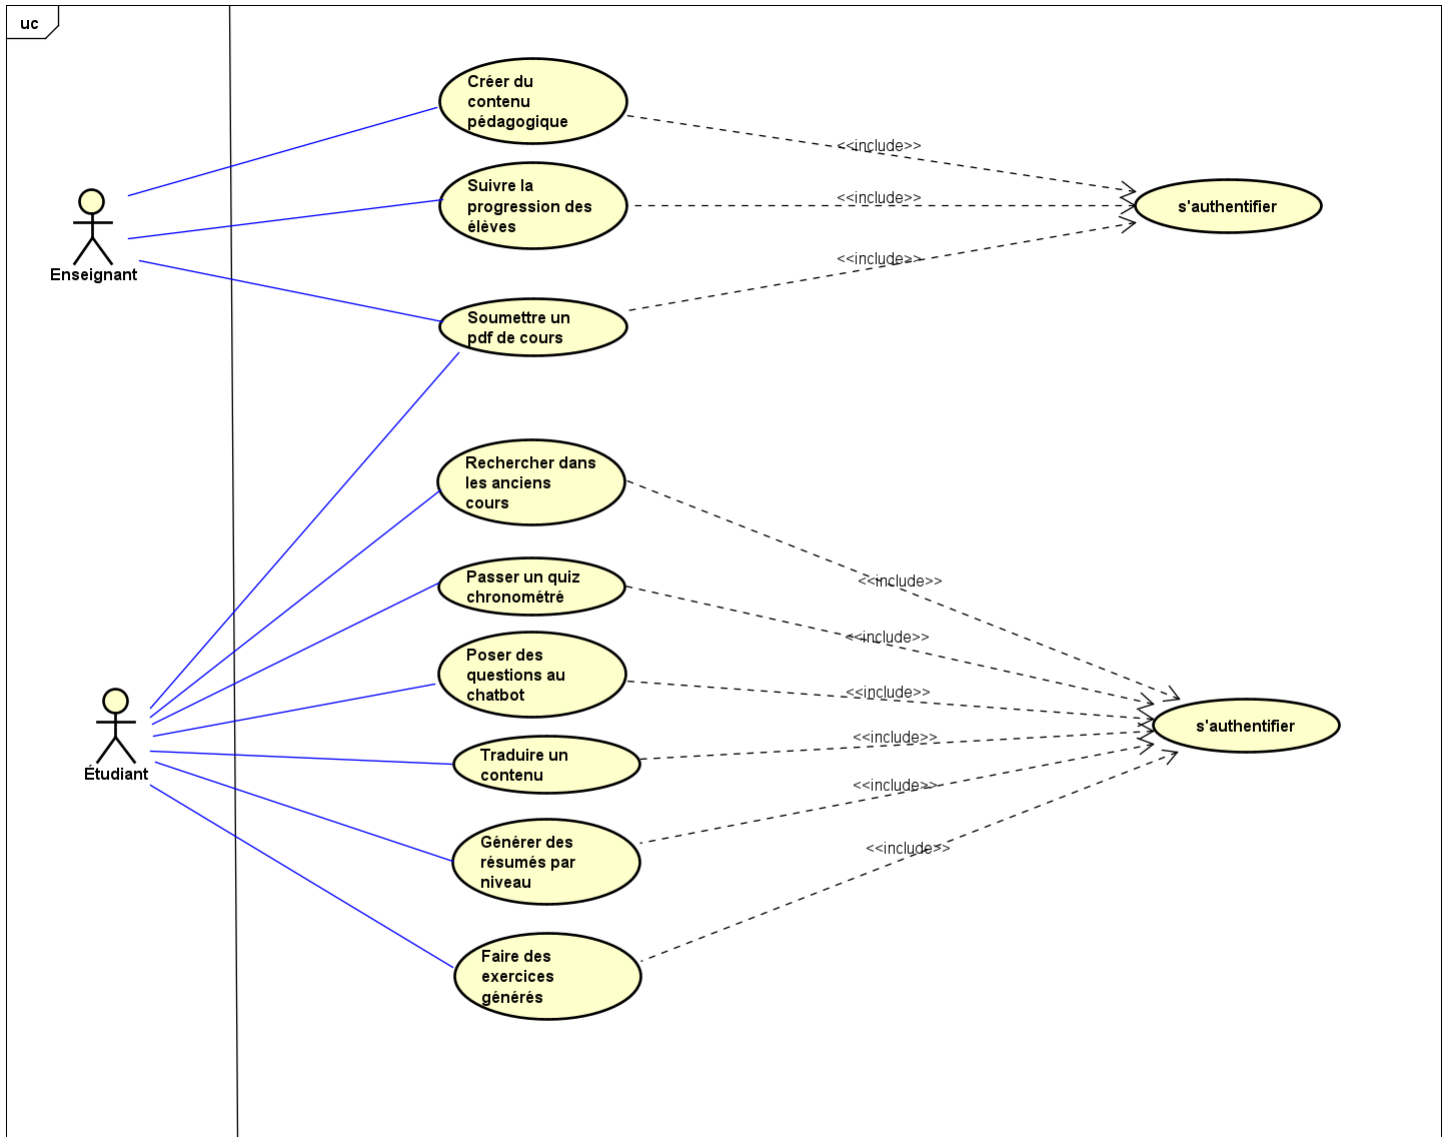 uc
Créer du
contenu
pédagogique
<<include>>
Suivre la
progression des
élèves
<<include>>
s'authentifier
Enseignant
<<include>>
Soumettre un
pdf de cours
Rechercher dans
les anciens
cours
<<include>>
Passer un quiz
chronométré
<<include>>
Poser des
questions au
chatbot
<<include>>
s'authentifier
Étudiant
Traduire un
contenu
<<include>>
<<include>>
Générer des
résumés par
niveau
<<include>>
Faire des
exercices
générés